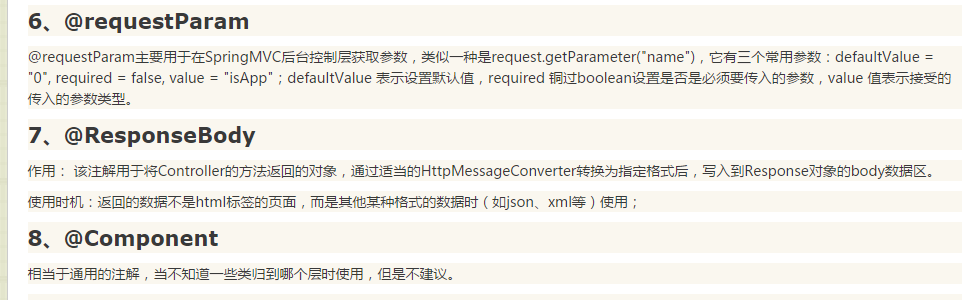 6、@requestParam
@requestParam主要用于在SpringMVC后台控制层获取参数，类似一种是request.getParameter("name")，它有三个常用参数：defaultValue =
"0", required = false, value = "isApp"；defaultValue 表示设置默认值，required 铜过boolean设置是否是必须要传入的参数，value 值表示接受的
传入的参数类型。
7、@ResponseBody
作用： 该注解用于将Controller的方法返回的对象，通过适当的HttpMessageConverter转换为指定格式后，写入到Response对象的body数据区。
使用时机：返回的数据不是html标签的页面，而是其他某种格式的数据时（如json、xml等）使用；
8、@Component
相当于通用的注解，当不知道一些类归到哪个层时使用，但是不建议。